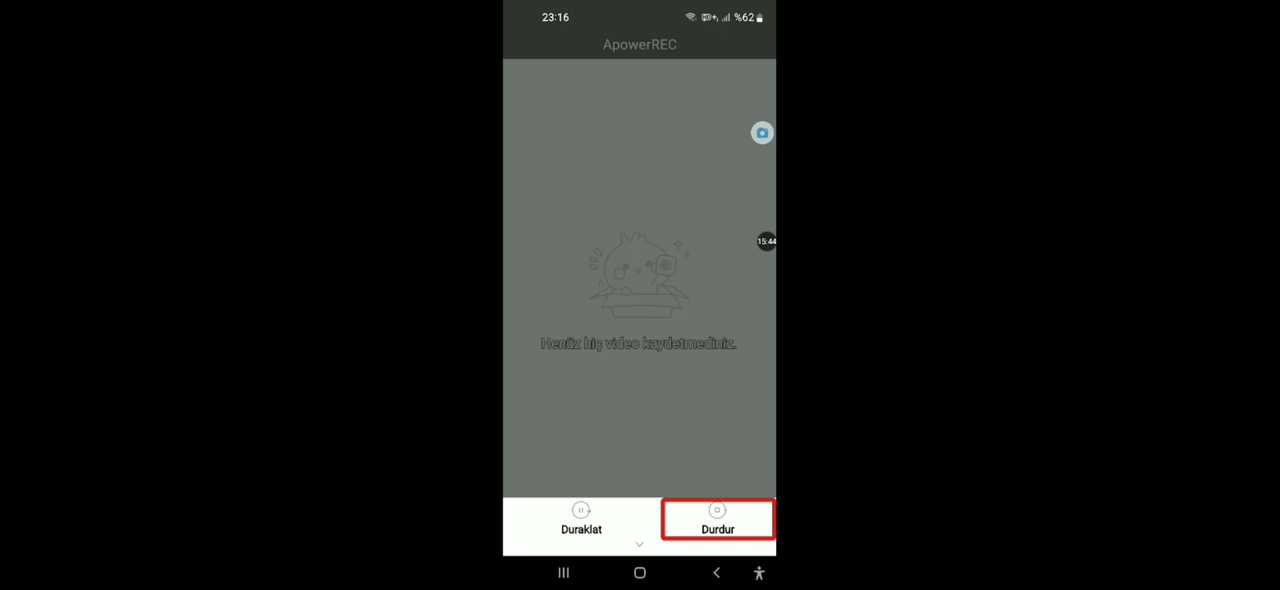 23:16
%62
ApowerREC
15:44
Henüz hiç video kaydetmediniz.
Duraklat
Durdur